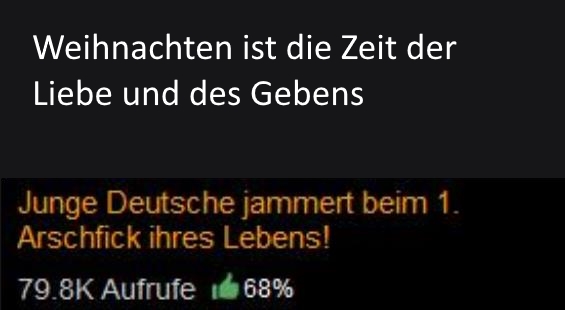 Weihnachten ist die Zeit der
Liebe und des Gebens
Junge Deutsche jammert beim 1.
Arschfick ihres Lebens!
79.8K Aufrufe 68%